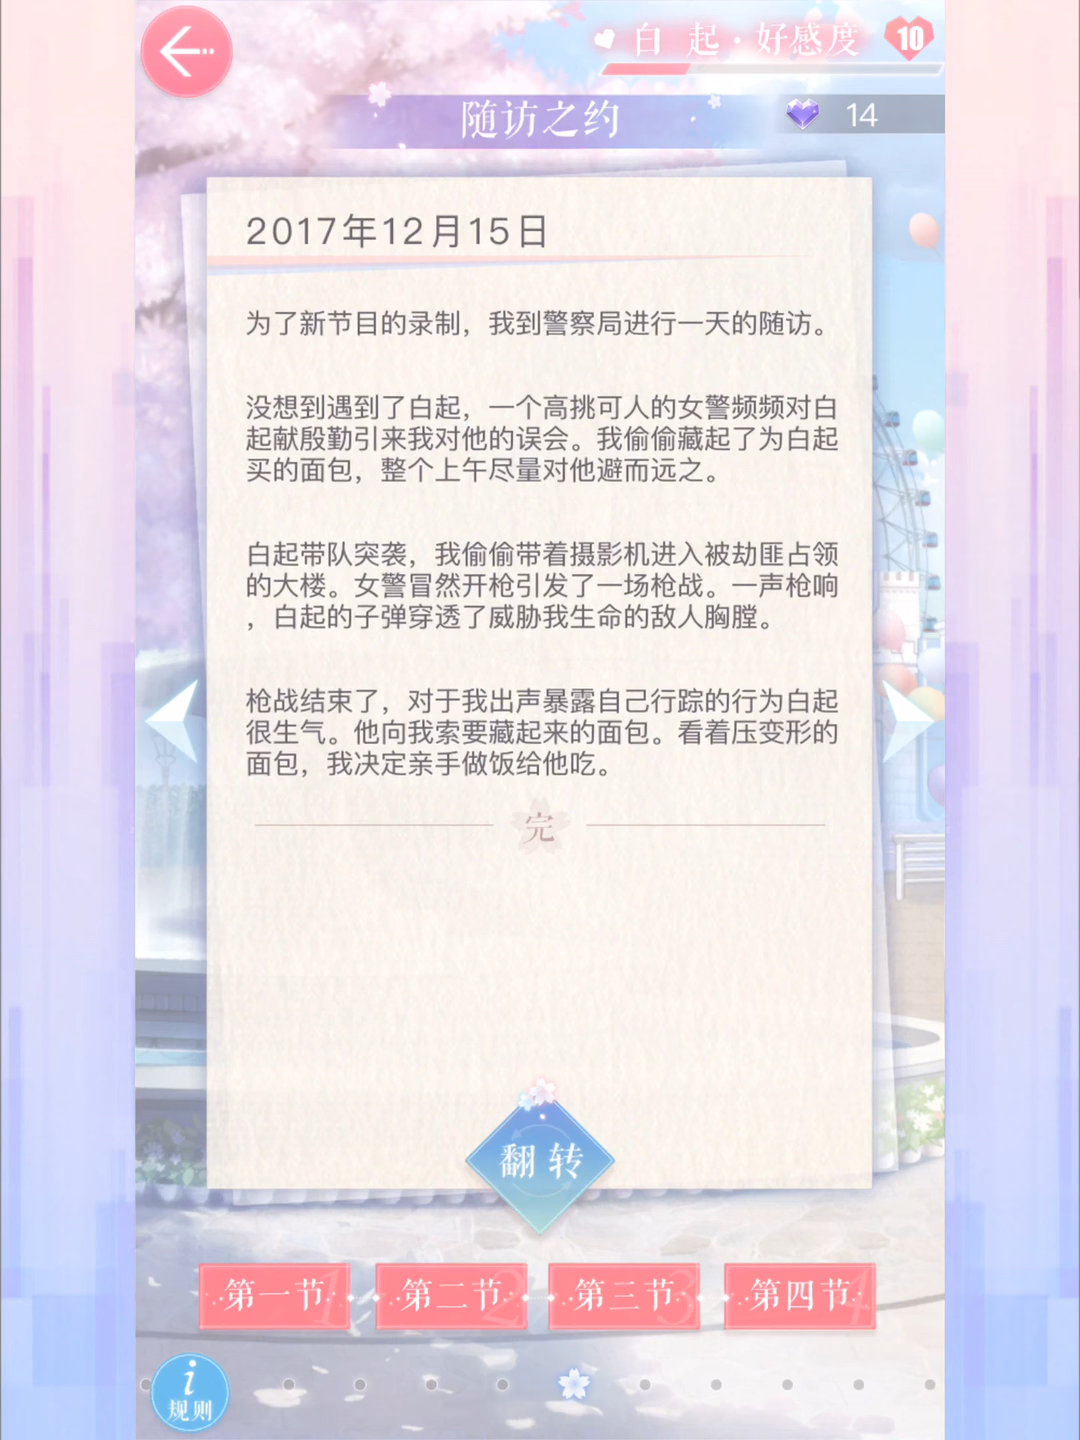 白 起·好感度 10
随访之约
14
2017年12月15日
为了新节目的录制，我到警察局进行一天的随访。
没想到遇到了白起，一个高挑可人的女警频频对白
起献殷勤引来我对他的误会。我偷偷藏起了为白起
买的面包，整个上午尽量对他避而远之。
白起带队突袭，我偷偷带着摄影机进入被劫匪占领
的大楼。女警冒然开枪引发了一场枪战。一声枪响
，白起的子弹穿透了威胁我生命的敌人胸膛。
枪战结束了，对于我出声暴露自己行踪的行为白起
很生气。他向我索要藏起来的面包。看着压变形的
面包，我决定亲手做饭给他吃。
完
翻 转
第一节 1 第二节 2 第三节 3 第四节 4
i
规则